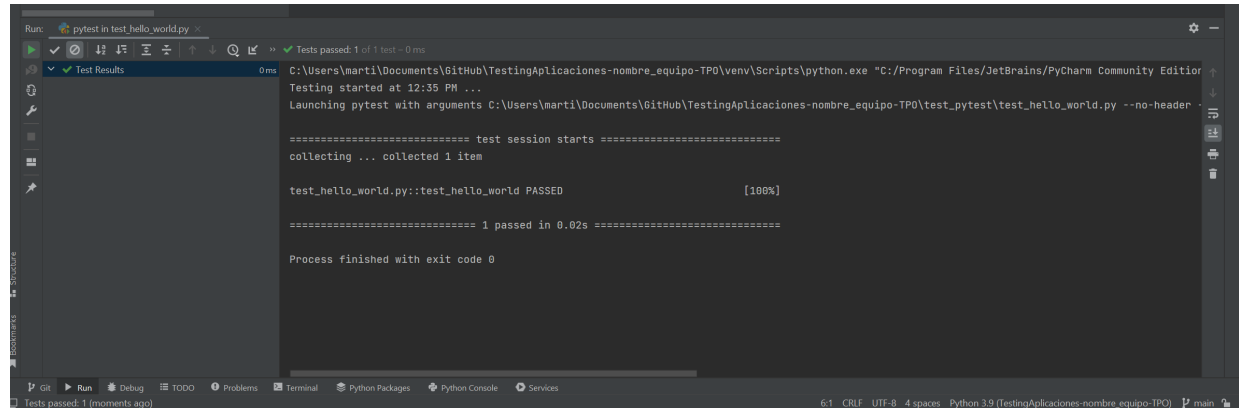 Run: pytest in test_hello_world.py
Tests passed: 1 of 1 test – 0 ms
Test Results 0 ms
C:\Users\marti\Documents\GitHub\TestingAplicaciones-nombre_equipo-TPO\venv\Scripts\python.exe "C:/Program Files/JetBrains/PyCharm Community Edition
Testing started at 12:35 PM ...
Launching pytest with arguments C:\Users\marti\Documents\GitHub\TestingAplicaciones-nombre_equipo-TPO\test_pytest\test_hello_world.py --no-header -
============================= test session starts =============================
collecting ... collected 1 item
test_hello_world.py::test_hello_world PASSED [100%]
============================== 1 passed in 0.02s ==============================
Process finished with exit code 0
Structure
Bookmarks
Git Run Debug TODO Problems Terminal Python Packages Python Console Services
Tests passed: 1 (moments ago) 6:1 CRLF UTF-8 4 spaces Python 3.9 (TestingAplicaciones-nombre_equipo-TPO) main